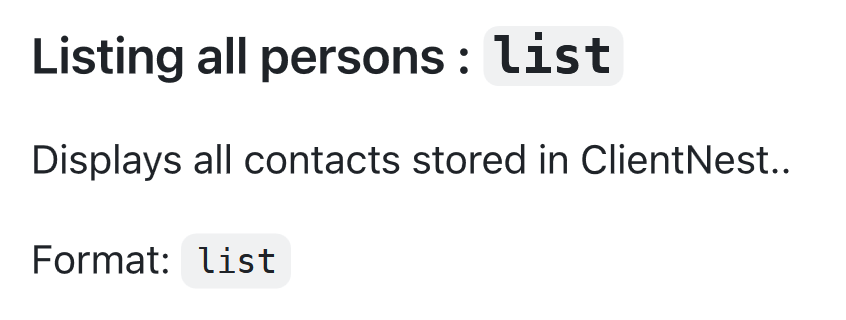 Listing all persons : list
Displays all contacts stored in ClientNest..
Format: list